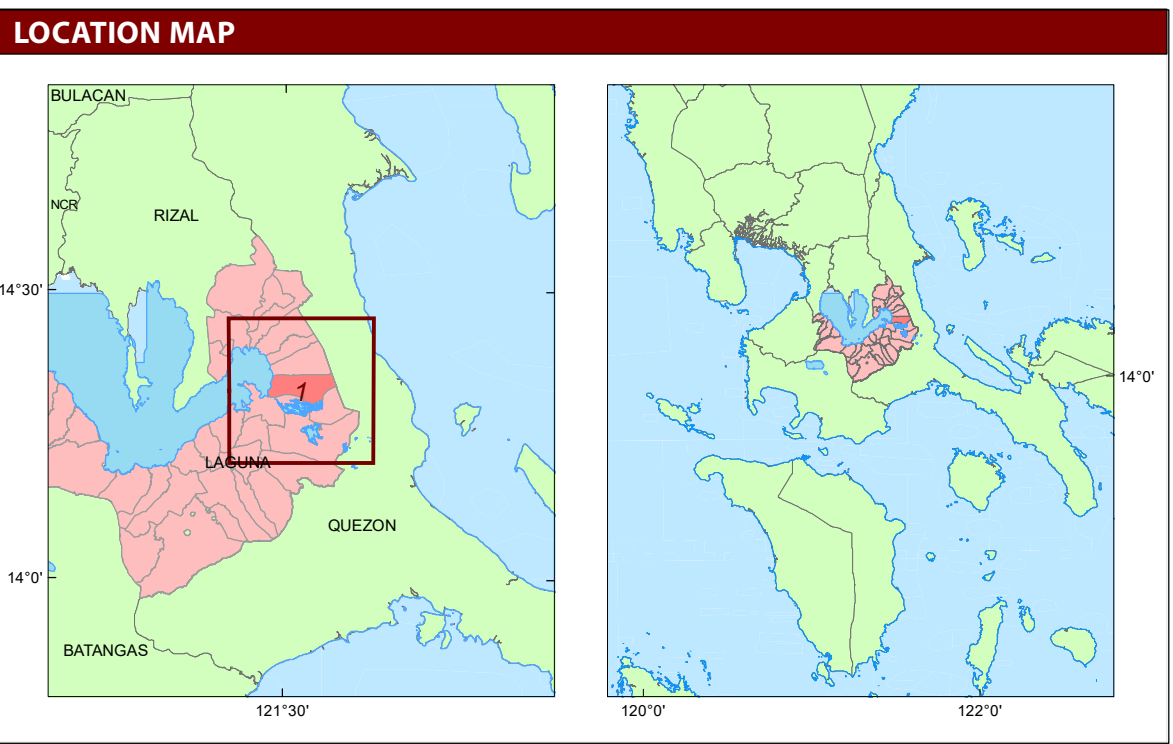 LOCATION MAP
BULACAN
NCR
RIZAL
14°30'
1
LAGUNA
QUEZON
14°0'
BATANGAS
121°30'
14°0'
120°0'
122°0'